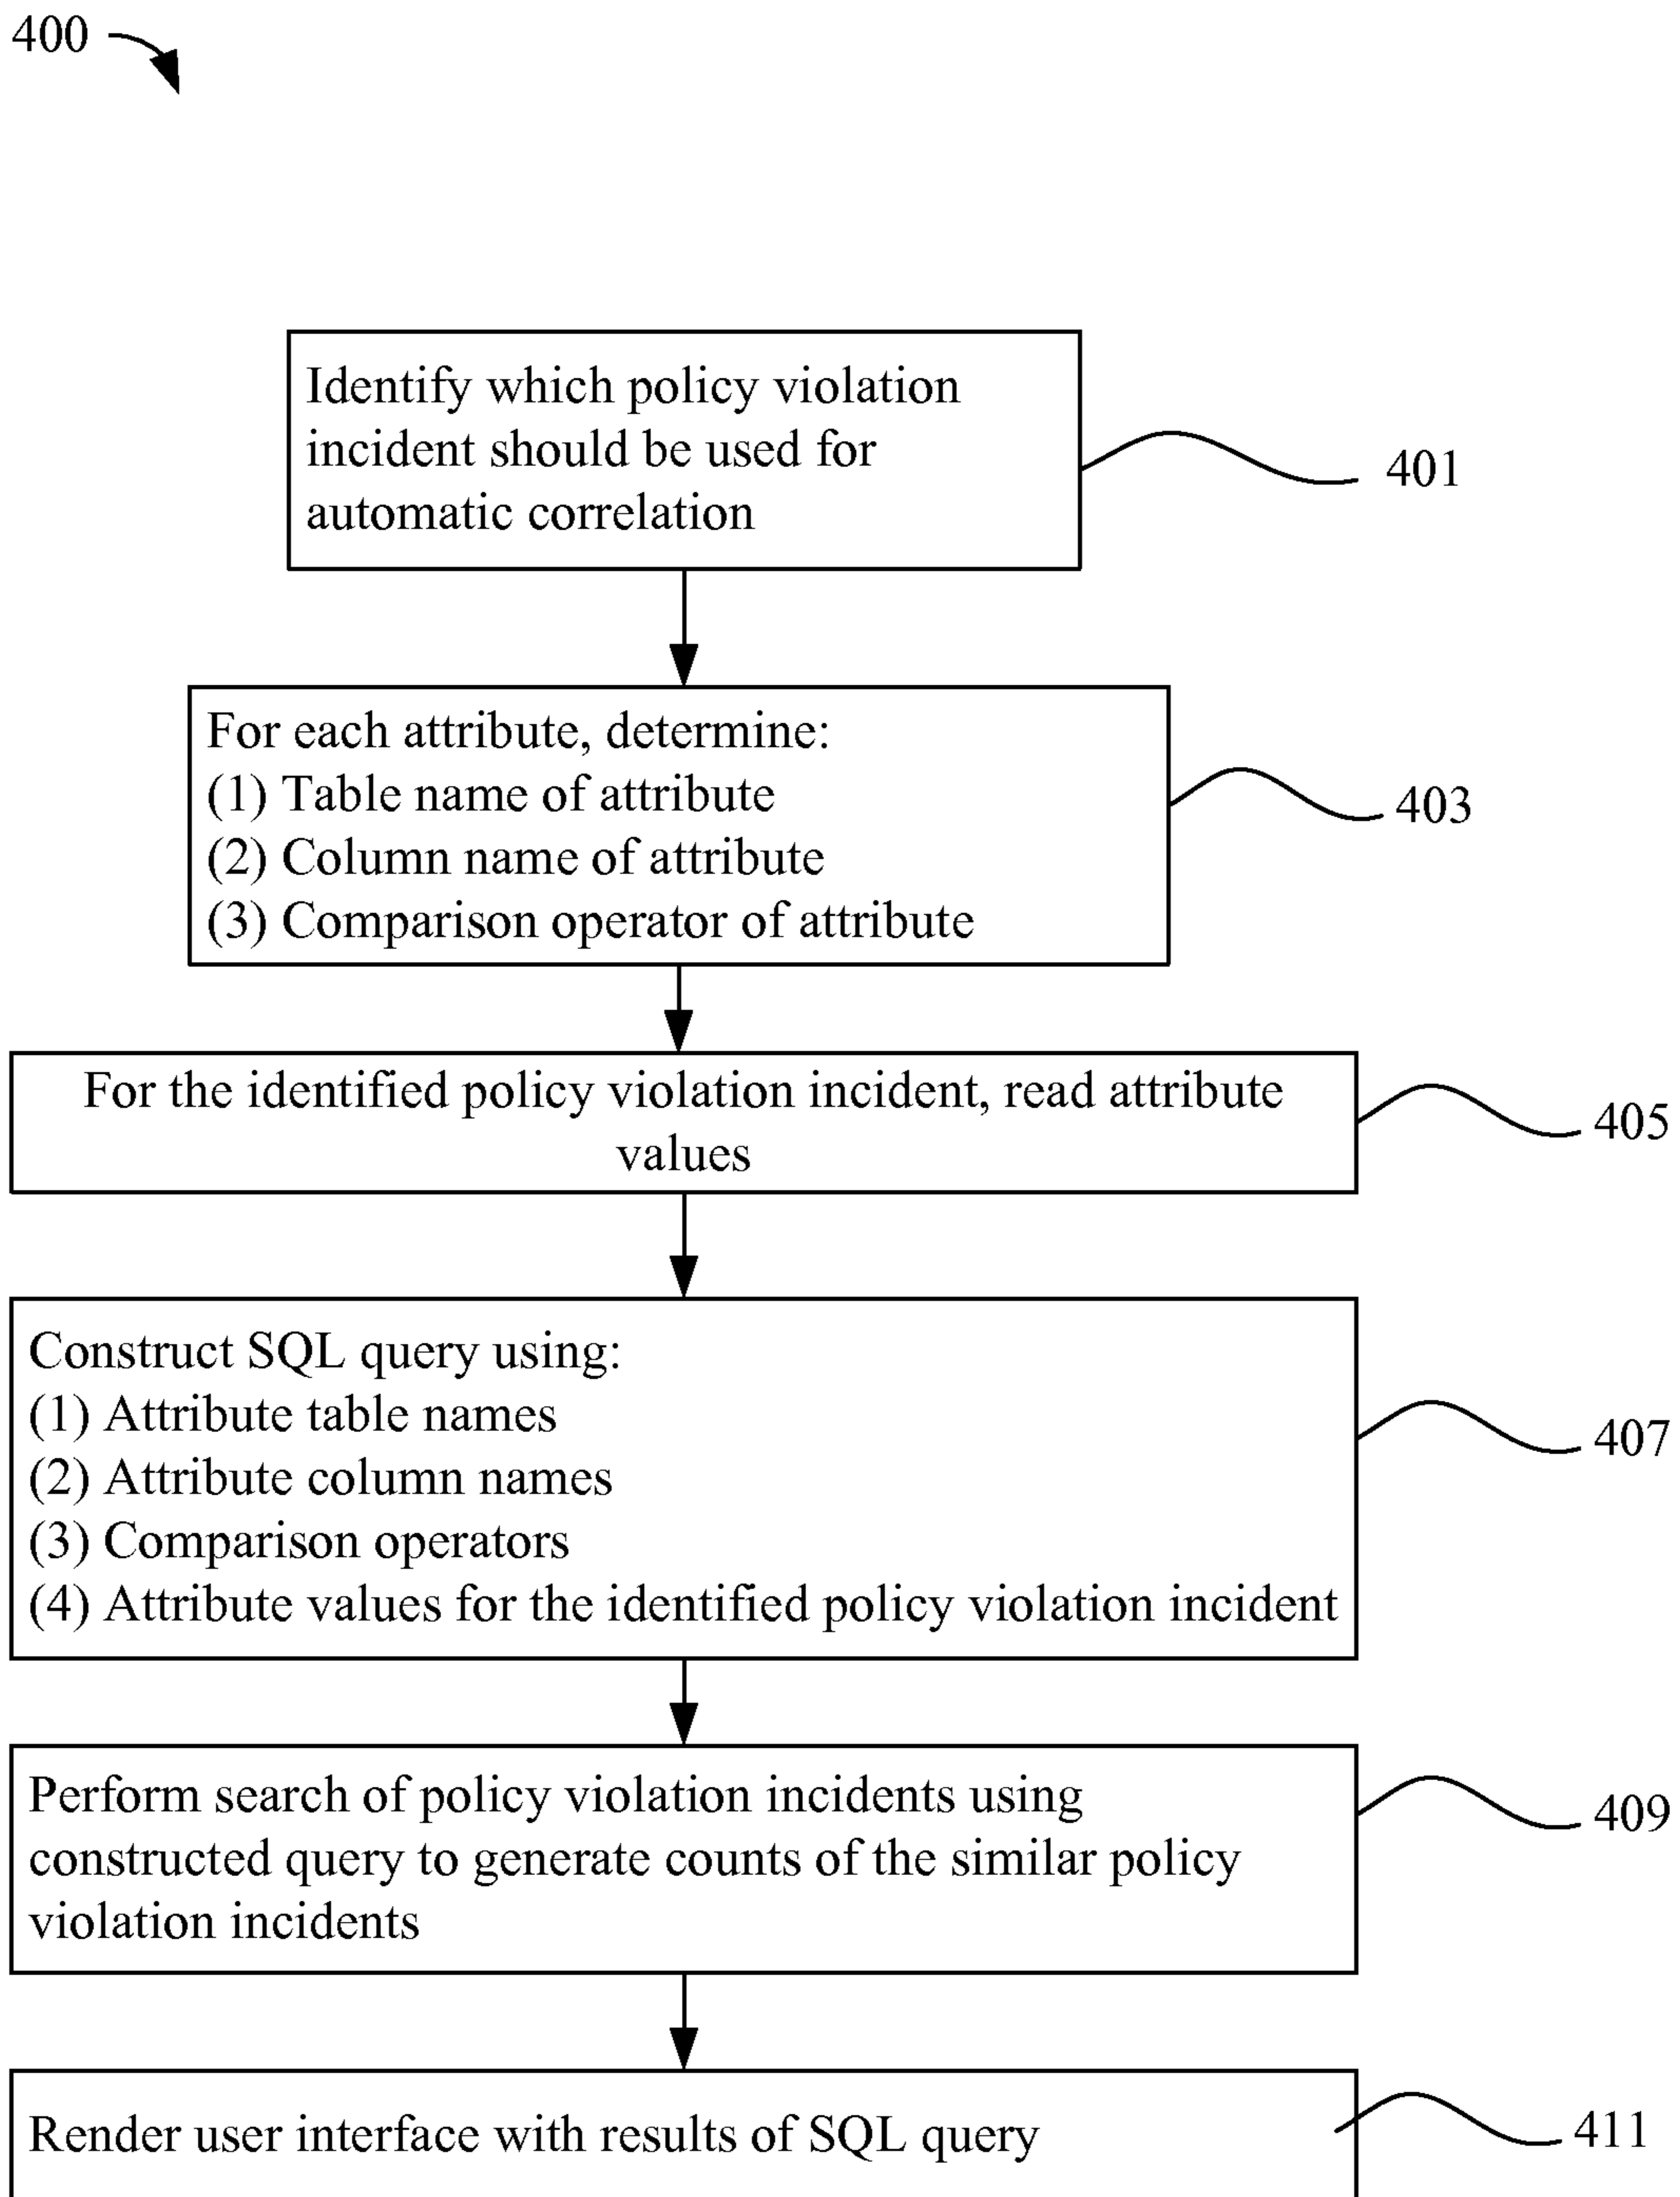 400
Identify which policy violation
incident should be used for
automatic correlation
401
For each attribute, determine:
(1) Table name of attribute
(2) Column name of attribute
(3) Comparison operator of attribute
403
For the identified policy violation incident, read attribute
values
405
Construct SQL query using:
(1) Attribute table names
(2) Attribute column names
(3) Comparison operators
(4) Attribute values for the identified policy violation incident
407
Perform search of policy violation incidents using
constructed query to generate counts of the similar policy
violation incidents
409
Render user interface with results of SQL query
411